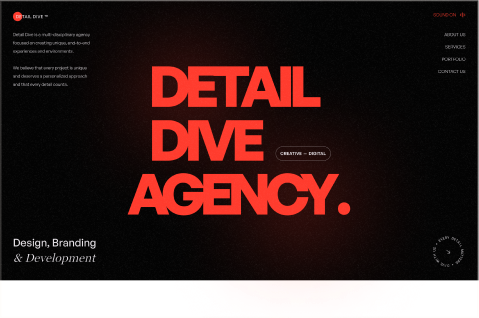 DETAIL DIVE ™
Detail Dive is a multi-disciplinary agency
focused on creating unique, end-to-end
experiences and environments.
We believe that every project is unique
and deserves a personalized approach
and that every detail counts.
SOUND ON
ABOUT US
SERVICES
PORTFOLIO
CONTACT US
DETAIL
DIVE
CREATIVE — DIGITAL
AGENCY.
Design, Branding
& Development